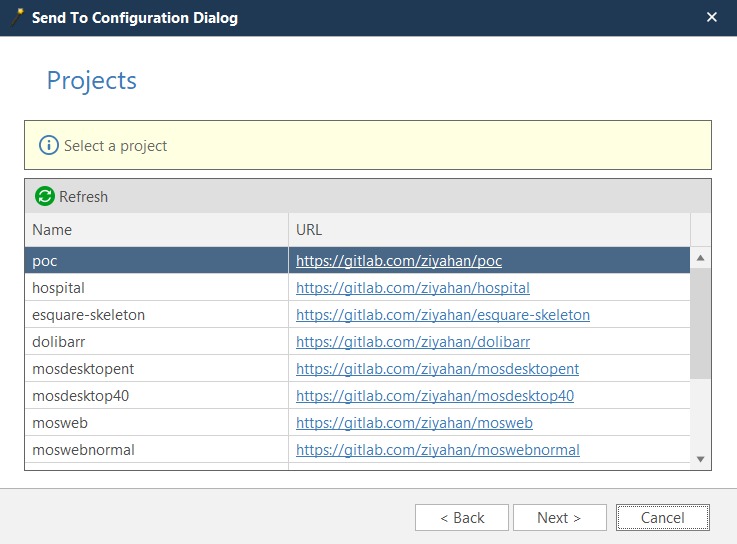 Send To Configuration Dialog
Projects
Select a project
Refresh
Name URL
poc https://gitlab.com/ziyahan/poc
hospital https://gitlab.com/ziyahan/hospital
esquare-skeleton https://gitlab.com/ziyahan/esquare-skeleton
dolibarr https://gitlab.com/ziyahan/dolibarr
mosdesktopent https://gitlab.com/ziyahan/mosdesktopent
mosdesktop40 https://gitlab.com/ziyahan/mosdesktop40
mosweb https://gitlab.com/ziyahan/mosweb
moswebnormal https://gitlab.com/ziyahan/moswebnormal
< Back Next > Cancel